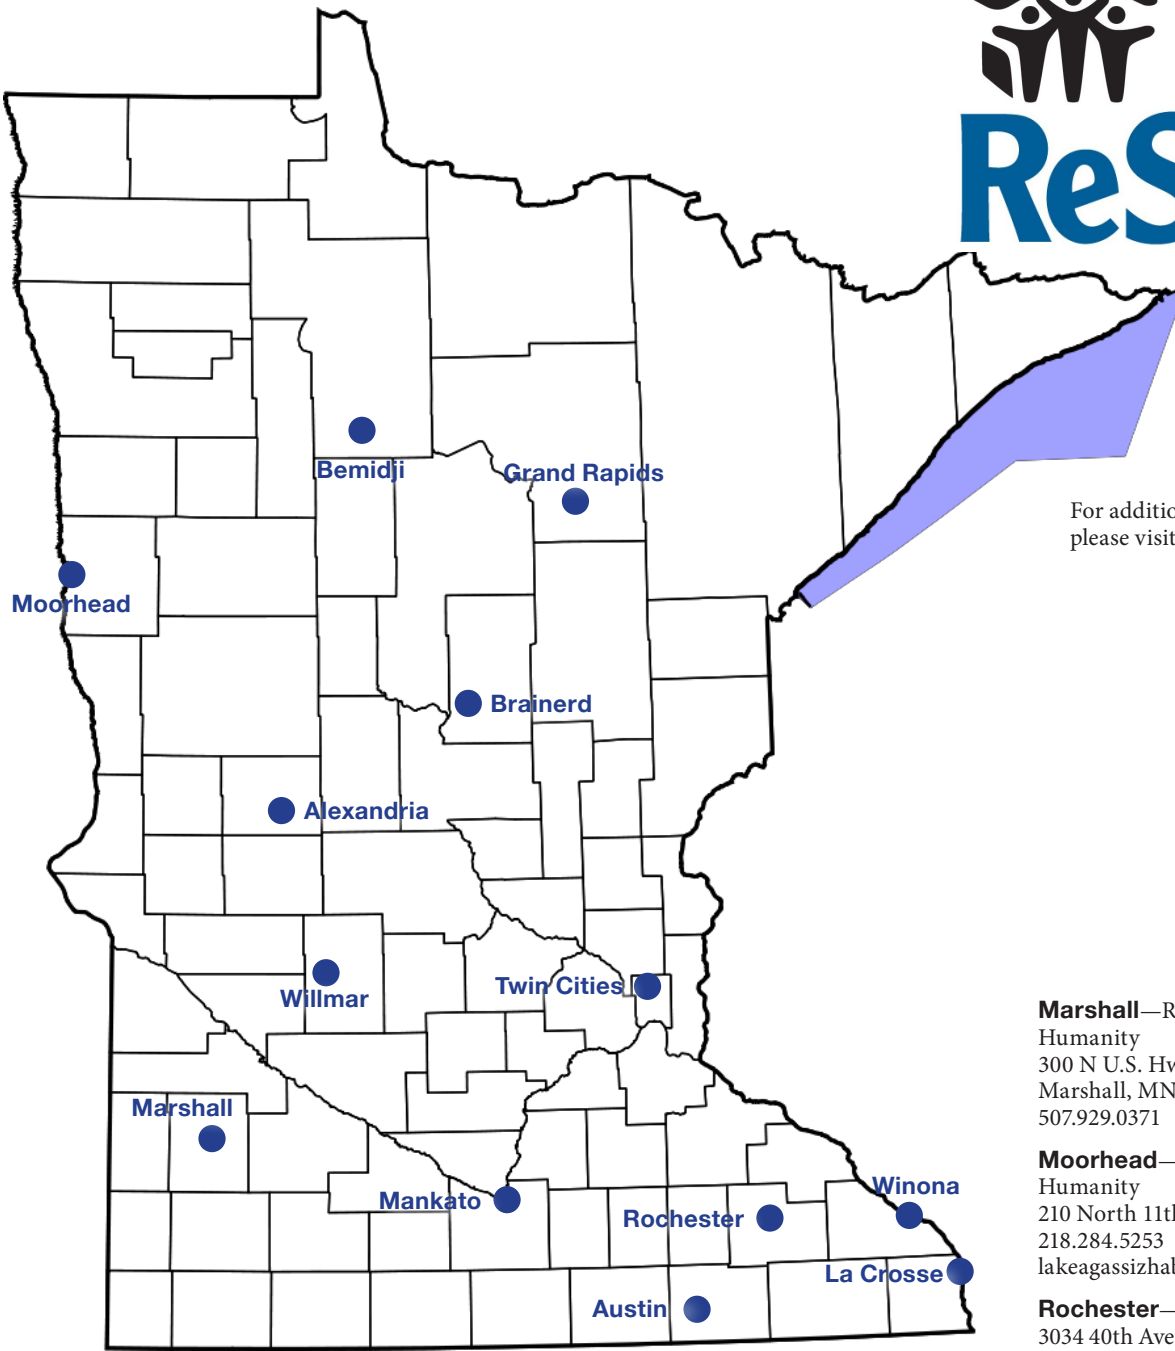 ReS
Bemidji
Grand Rapids
For additio
please visit
Moorhead
Brainerd
Alexandria
Twin Cities
Willmar
Marshall—R
Humanity
300 N U.S. Hw
Marshall, MN
507.929.0371
Marshall
Moorhead—
Humanity
210 North 11th
218.284.5253
lakeagassizhab
Mankato
Winona
Rochester
La Crosse
Austin
Rochester—
3034 40th Ave